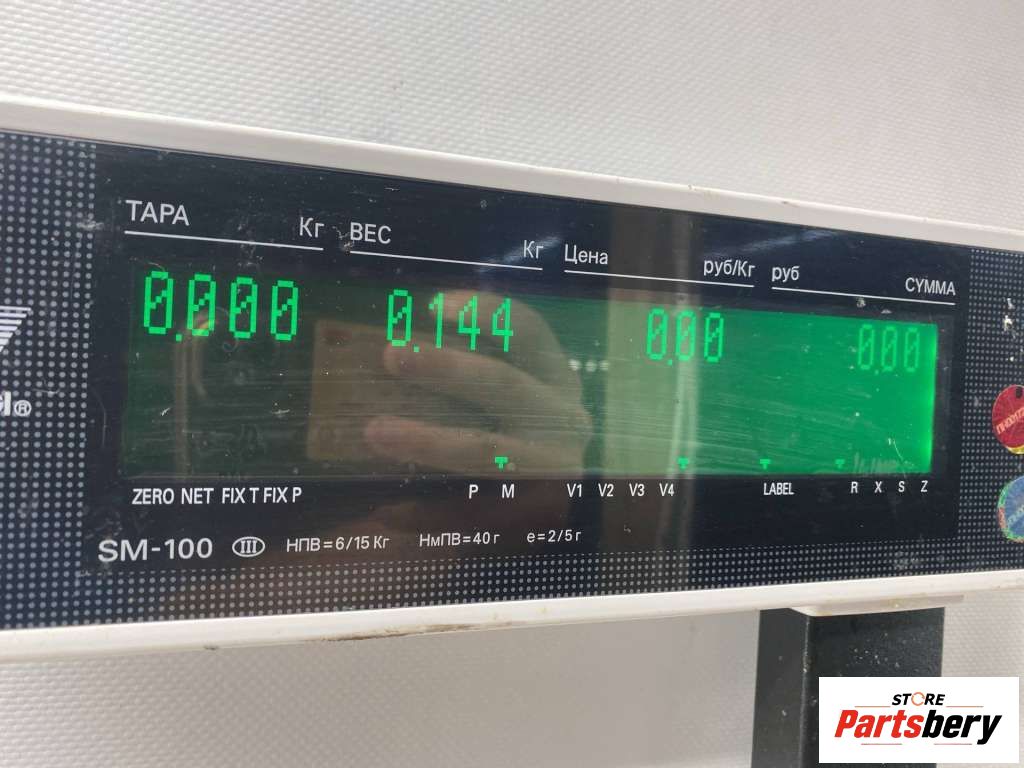 ТАРА Кг ВЕС Кг Цена руб/Кг руб СУММА
0.000 0.144 0.00 0.00
ZERO NET FIX T FIX P P M V1 V2 V3 V4 LABEL R X S Z
SM-100 III НПВ=6/15 Кг НмПВ=40 г e=2/5 г
STORE
Partsbery